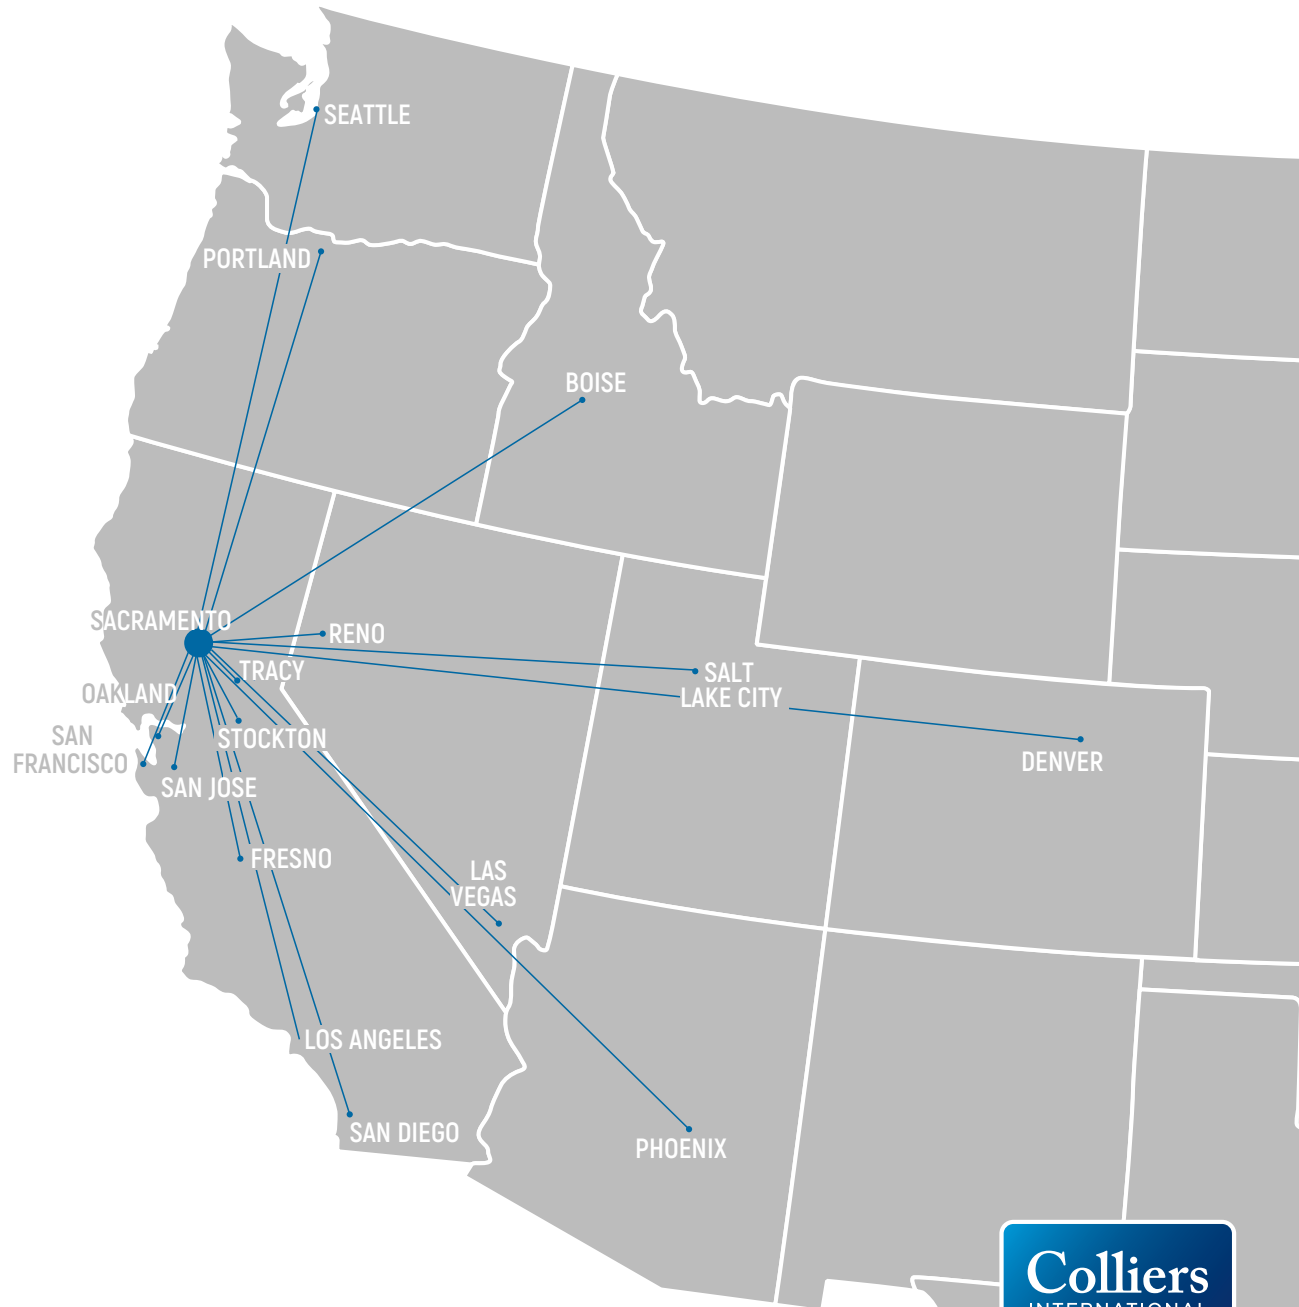 SEATTLE
PORTLAND
BOISE
SACRAMENTO
RENO
TRACY
SALT
LAKE CITY
OAKLAND
SAN
FRANCISCO
STOCKTON
DENVER
SAN JOSE
FRESNO
LAS
VEGAS
LOS ANGELES
SAN DIEGO
PHOENIX
Colliers
INTERNATIONAL